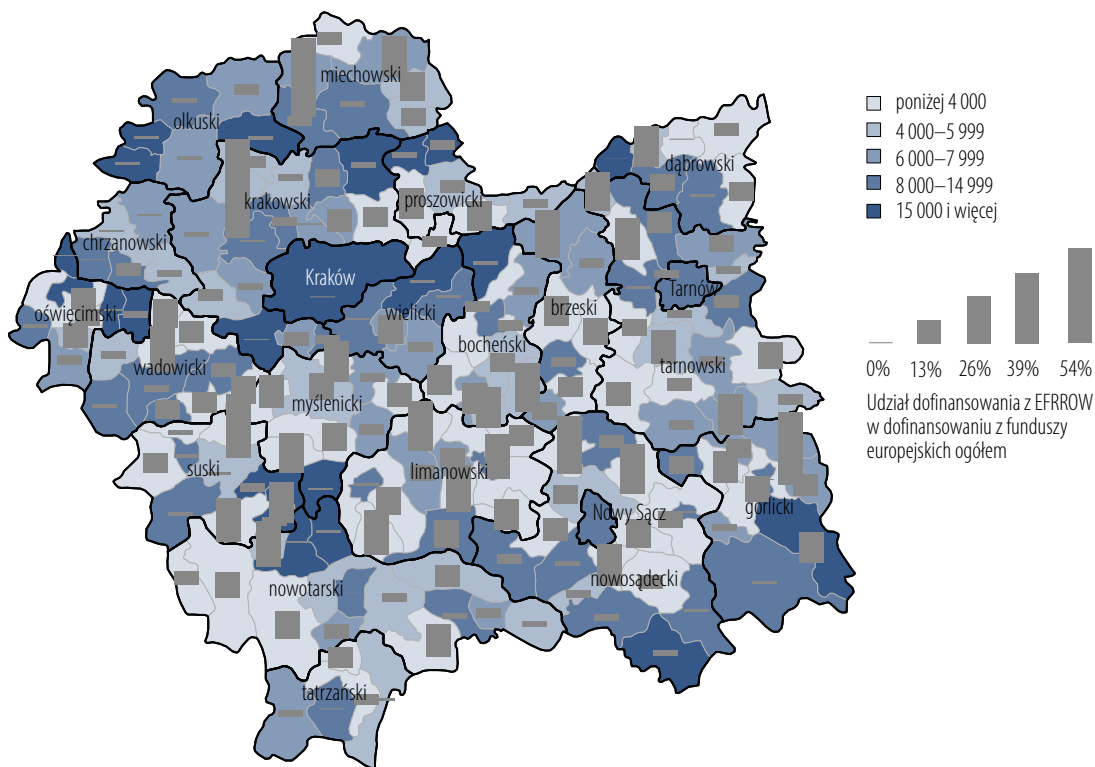 miechowski
olkuski
dąbrowski
krakowski
proszowicki
chrzanowski
Kraków
Tarnów
oświęcimski
wielicki
brzeski
bocheński
wadowicki
tarnowski
myślenicki
suski
limanowski
Nowy Sącz
gorlicki
nowotarski
nowosądecki
tatrzański
poniżej 4 000
4 000–5 999
6 000–7 999
8 000–14 999
15 000 i więcej
0% 13% 26% 39% 54%
Udział dofinansowania z EFRROW
w dofinansowaniu z funduszy
europejskich ogółem